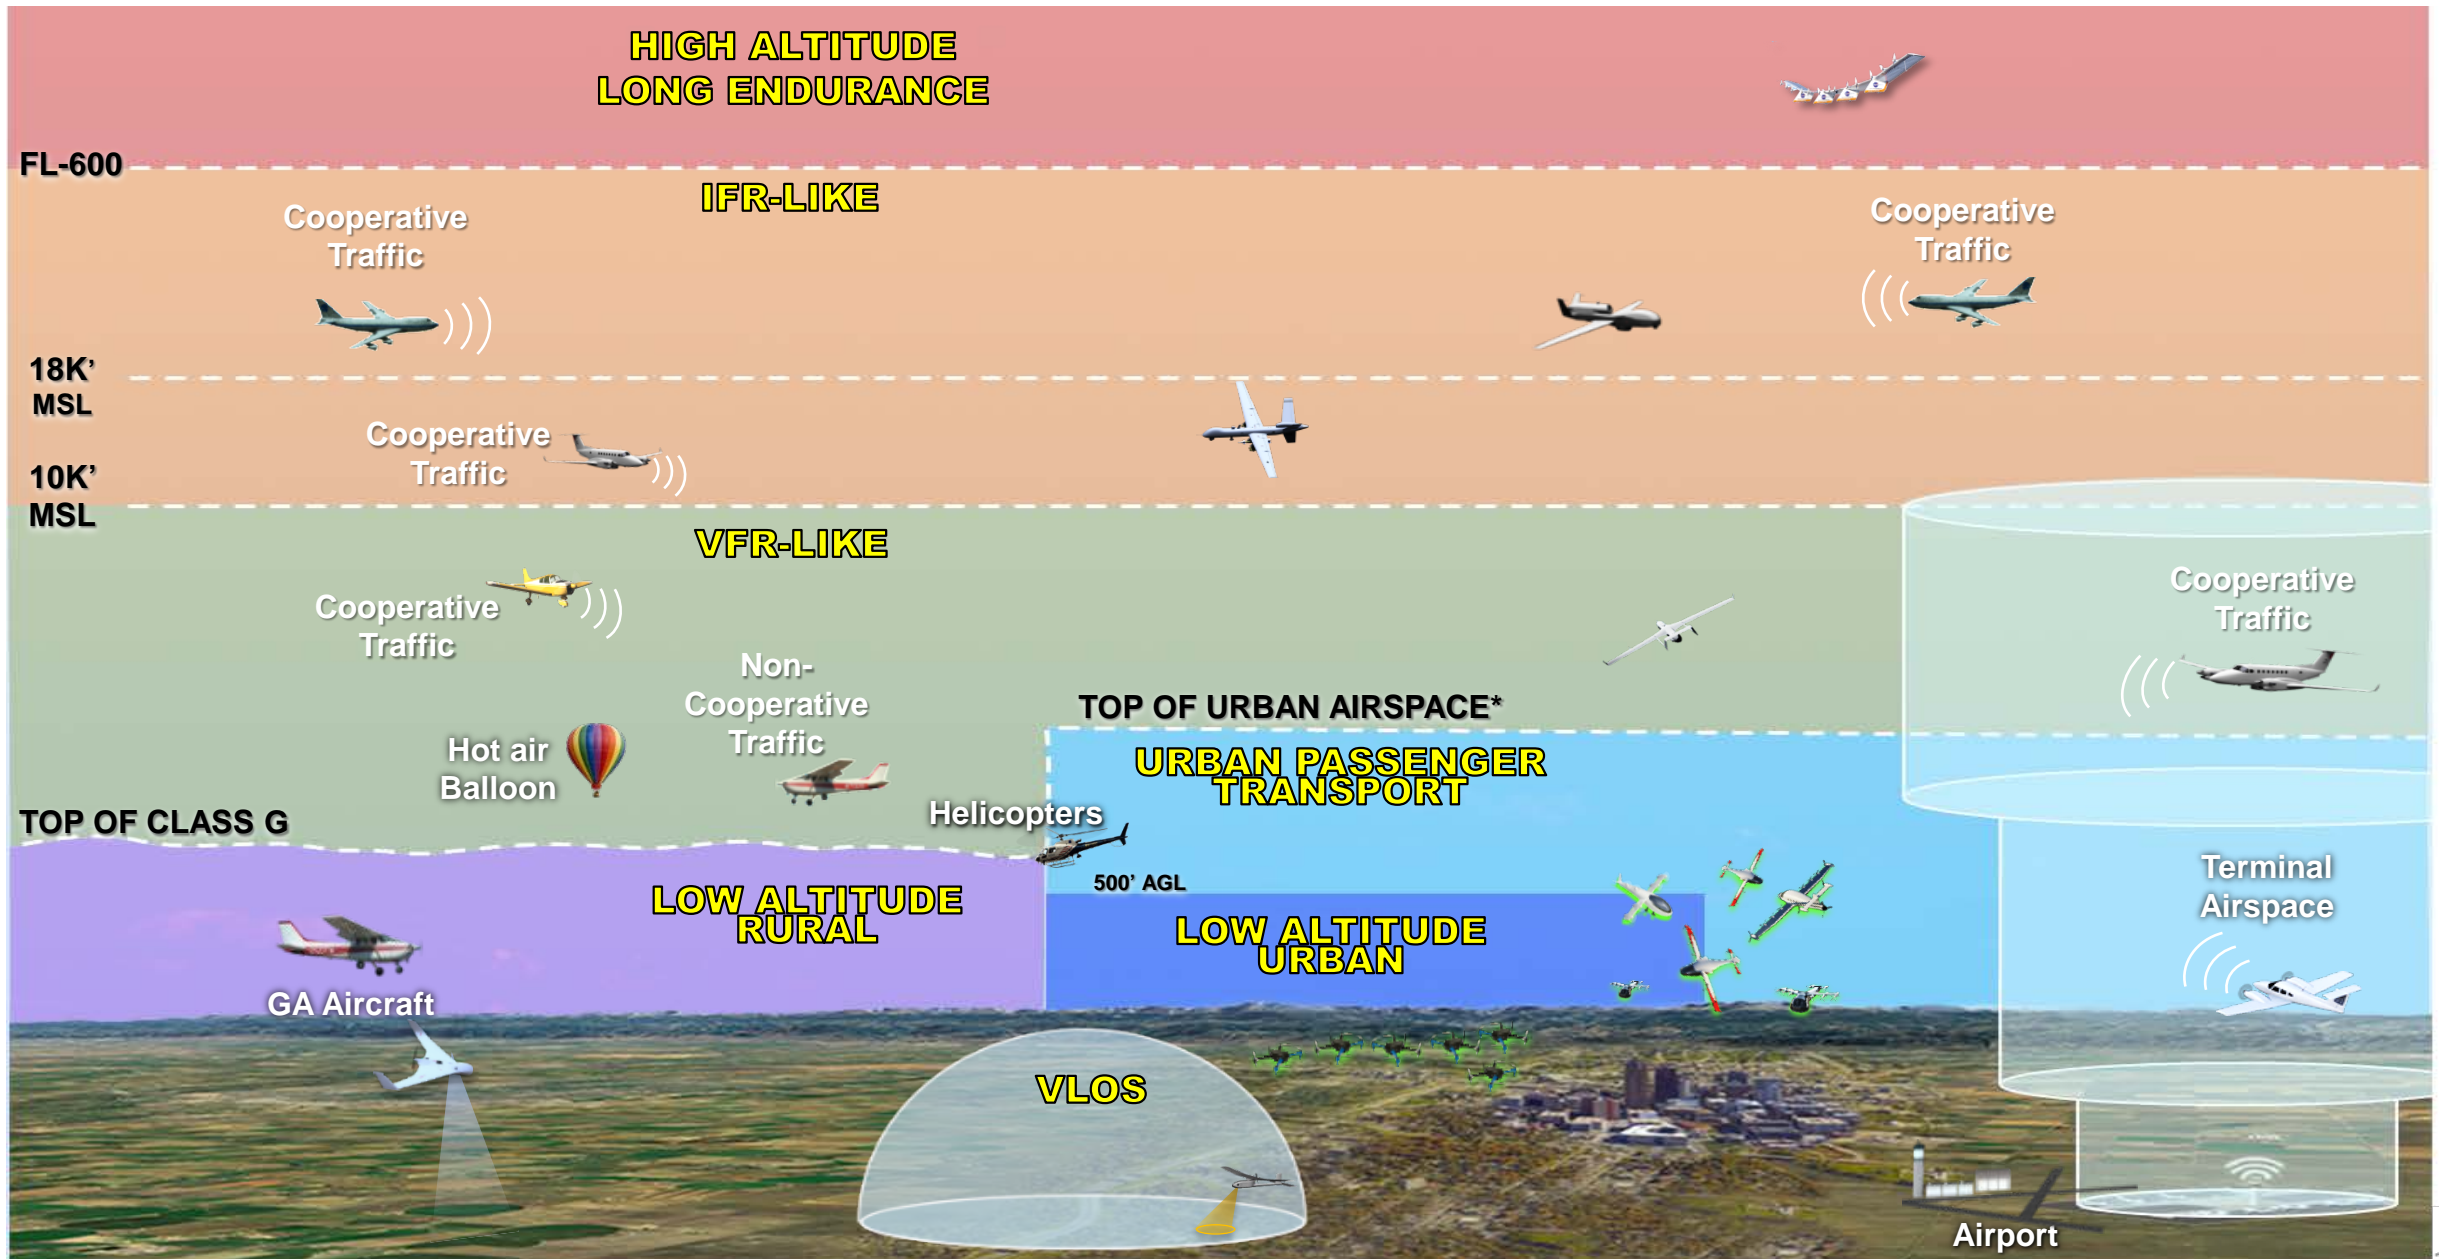 HIGH ALTITUDE
LONG ENDURANCE
FL-600
IFR-LIKE
Cooperative
Traffic
Cooperative
Traffic
18K’
MSL
Cooperative
Traffic
10K’
MSL
VFR-LIKE
Cooperative
Traffic
Cooperative
Traffic
Non-
Cooperative
Traffic
TOP OF URBAN AIRSPACE*
Hot air
Balloon
URBAN PASSENGER
TRANSPORT
Helicopters
TOP OF CLASS G
500’ AGL
LOW ALTITUDE
RURAL
LOW ALTITUDE
URBAN
Terminal
Airspace
GA Aircraft
VLOS
Airport